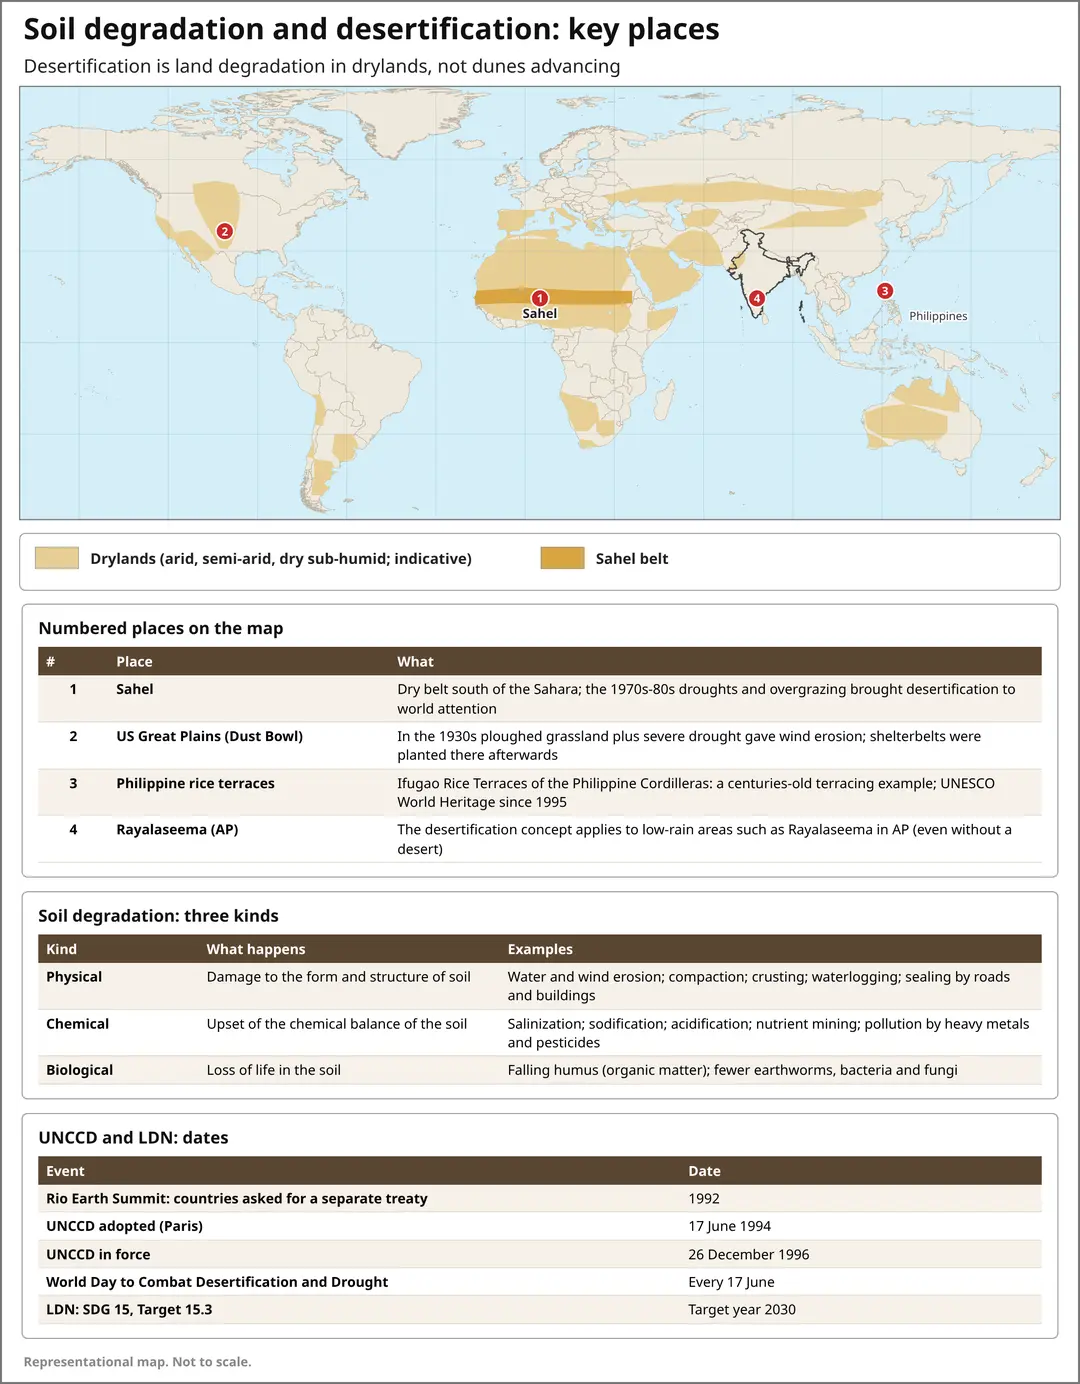 Soil degradation and desertification: key places
Desertification is land degradation in drylands, not dunes advancing
2
1
Sahel
4
3
Philippines
Drylands (arid, semi-arid, dry sub-humid; indicative)
Sahel belt
Numbered places on the map
# Place What
1 Sahel Dry belt south of the Sahara; the 1970s-80s droughts and overgrazing brought desertification to
world attention
2 US Great Plains (Dust Bowl) In the 1930s ploughed grassland plus severe drought gave wind erosion; shelterbelts were
planted there afterwards
3 Philippine rice terraces Ifugao Rice Terraces of the Philippine Cordilleras: a centuries-old terracing example; UNESCO
World Heritage since 1995
4 Rayalaseema (AP) The desertification concept applies to low-rain areas such as Rayalaseema in AP (even without a
desert)
Soil degradation: three kinds
Kind What happens Examples
Physical Damage to the form and structure of soil Water and wind erosion; compaction; crusting; waterlogging; sealing by roads
and buildings
Chemical Upset of the chemical balance of the soil Salinization; sodification; acidification; nutrient mining; pollution by heavy metals
and pesticides
Biological Loss of life in the soil Falling humus (organic matter); fewer earthworms, bacteria and fungi
UNCCD and LDN: dates
Event Date
Rio Earth Summit: countries asked for a separate treaty 1992
UNCCD adopted (Paris) 17 June 1994
UNCCD in force 26 December 1996
World Day to Combat Desertification and Drought Every 17 June
LDN: SDG 15, Target 15.3 Target year 2030
Representational map. Not to scale.